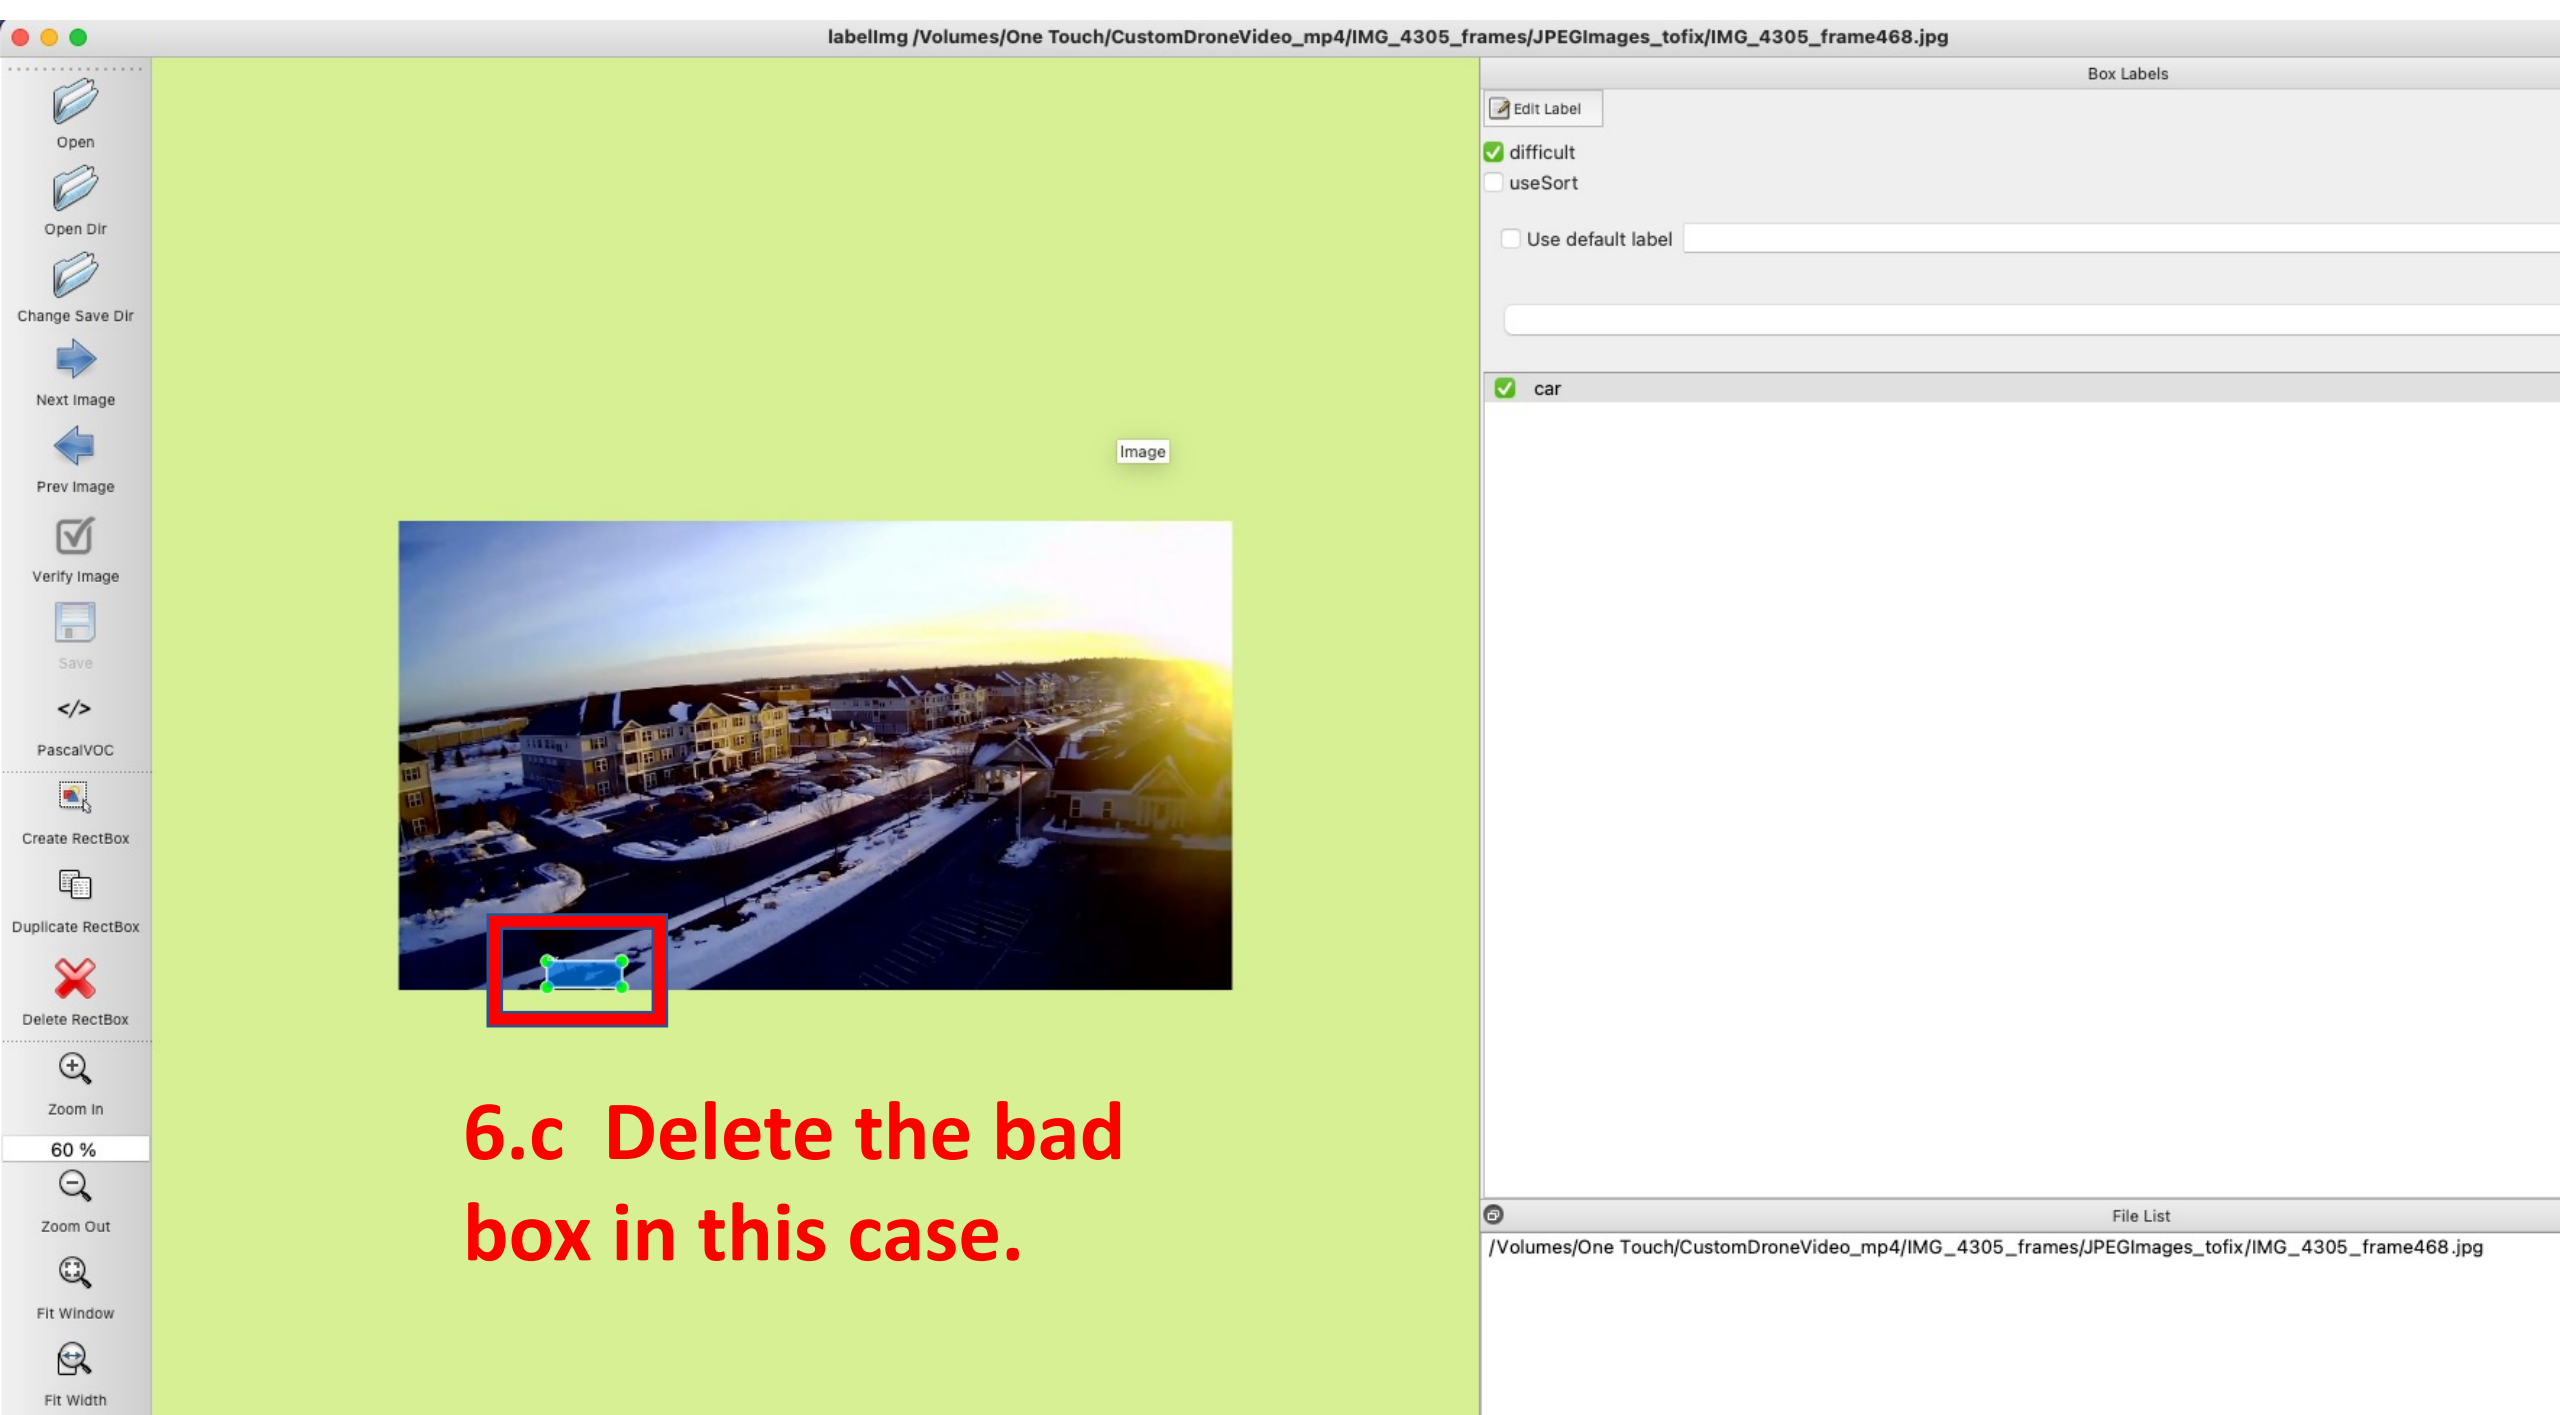 labelImg /Volumes/One Touch/CustomDroneVideo_mp4/IMG_4305_frames/JPEGImages_tofix/IMG_4305_frame468.jpg
Open
Open Dir
Change Save Dir
Next Image
Prev Image
Verify Image
Save
</>
PascalVOC
Create RectBox
Duplicate RectBox
Delete RectBox
Zoom In
60 %
Zoom Out
Fit Window
Fit Width
Image
6.c Delete the bad
box in this case.
Box Labels
Edit Label
difficult
useSort
Use default label
car
File List
/Volumes/One Touch/CustomDroneVideo_mp4/IMG_4305_frames/JPEGImages_tofix/IMG_4305_frame468.jpg